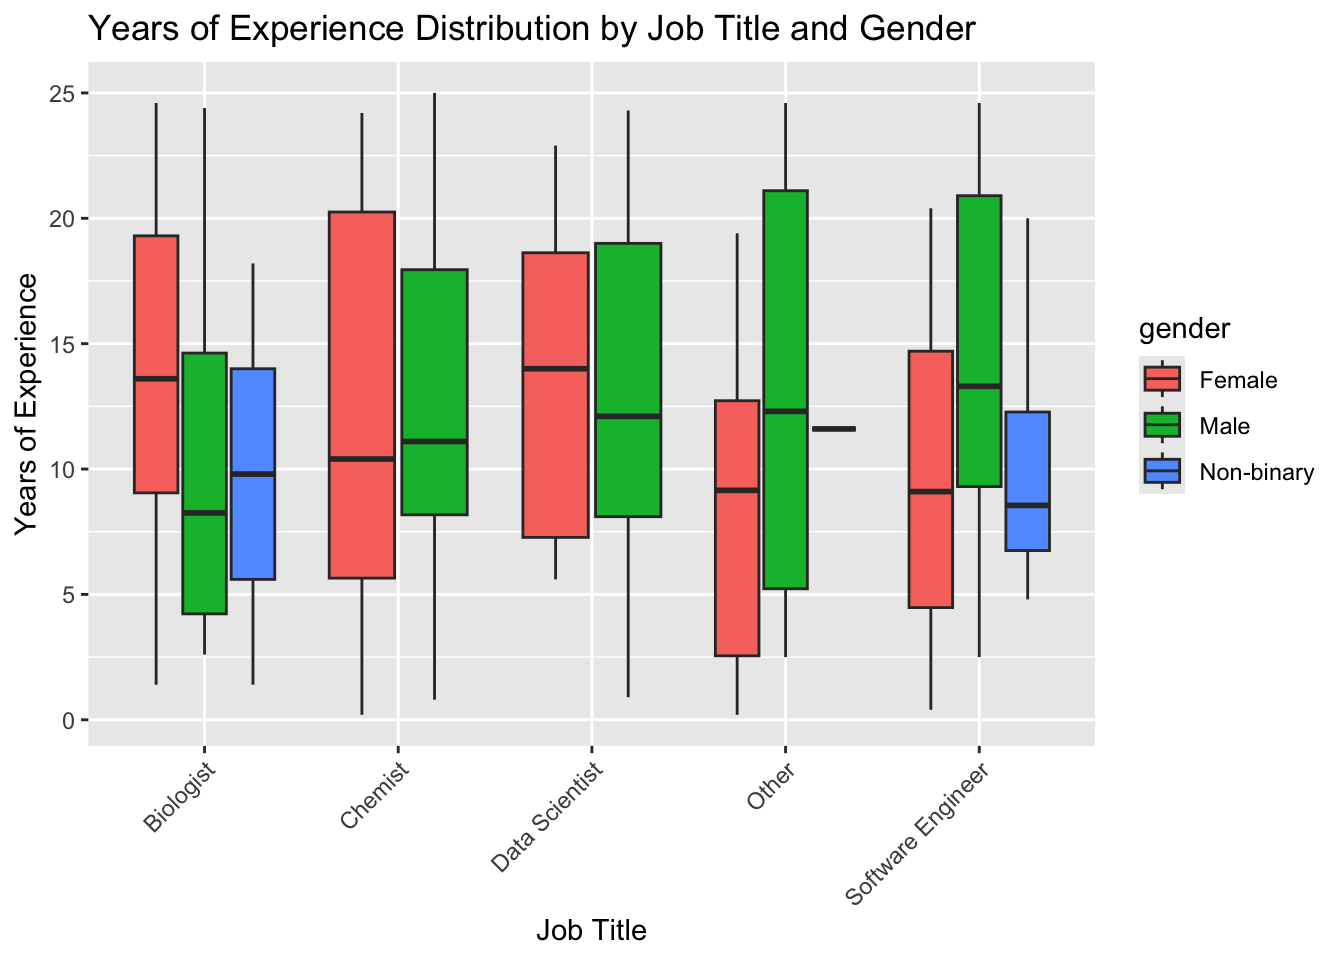 Years of Experience Distribution by Job Title and Gender
Years of Experience
25
20
15
10
5
0
Biologist
Chemist
Data Scientist
Other
Software Engineer
Job Title
gender
Female
Male
Non-binary